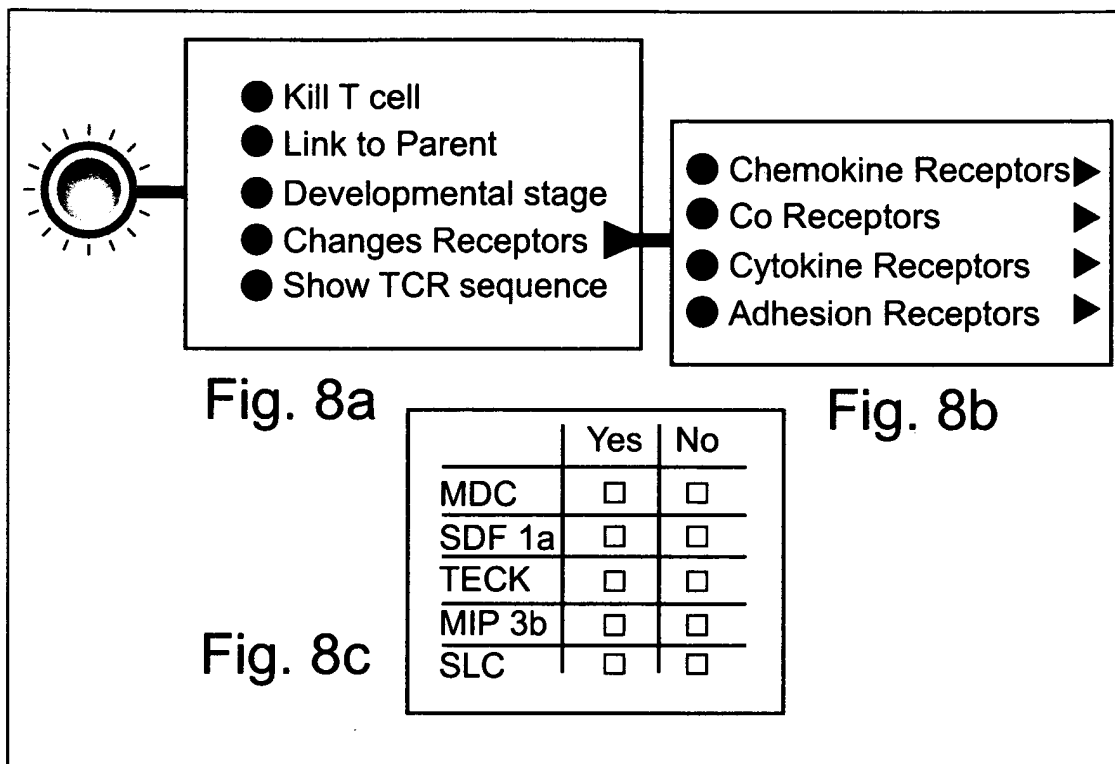 Kill T cell
Link to Parent
Developmental stage
Changes Receptors
Show TCR sequence
Fig. 8a
Chemokine Receptors
Co Receptors
Cytokine Receptors
Adhesion Receptors
Fig. 8b
Yes No
MDC
SDF 1a
TECK
MIP 3b
SLC
Fig. 8c